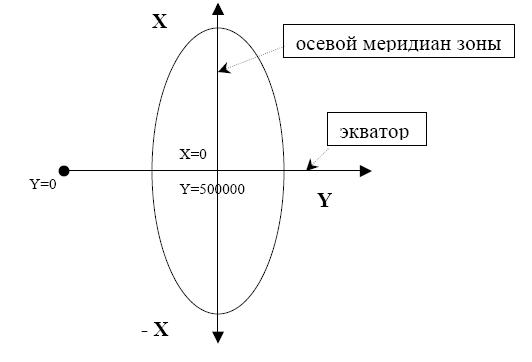 X
осевой меридиан зоны
экватор
X=0
Y=0
Y=500000
Y
- X